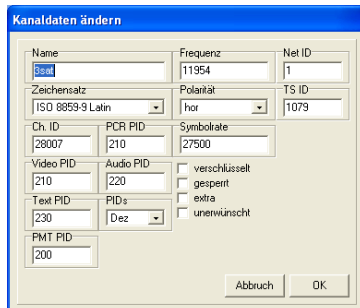 Kanaldaten ändern
Name Frequenz Net ID
3sat 11954 1
Zeichensatz Polarität TS ID
ISO 8859-9 Latin hor 1079
Ch. ID PCR PID Symbolrate
28007 210 27500
Video PID Audio PID verschlüsselt
210 220 gesperrt
Text PID PIDs extra
230 Dez unerwünscht
PMT PID
200
Abbruch OK